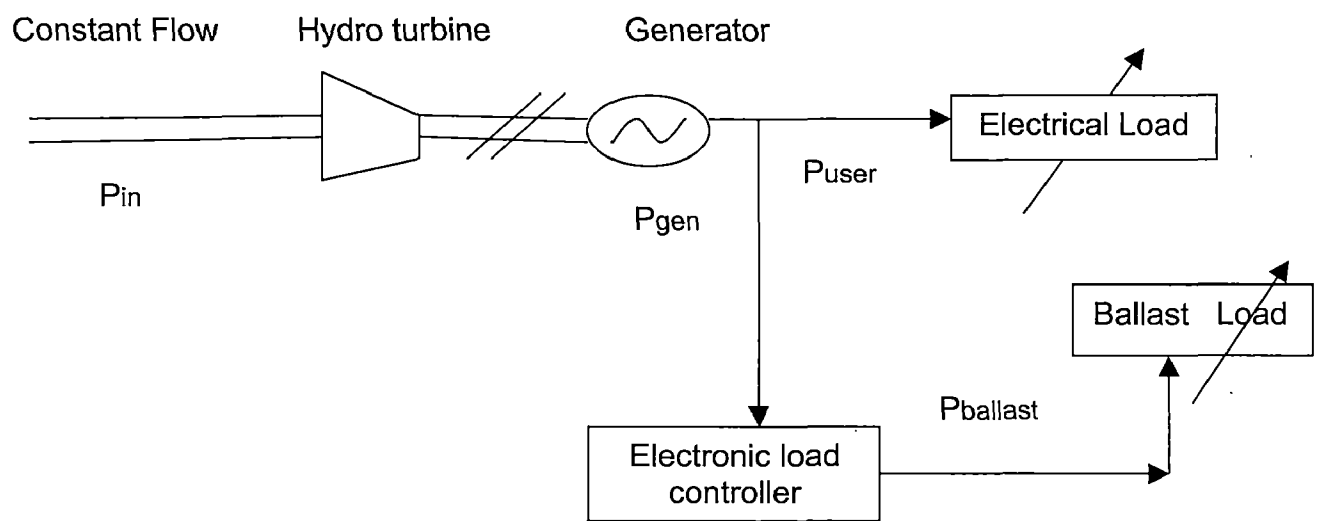 Constant Flow Hydro turbine Generator
Electrical Load
Pin
Puser
Pgen
Ballast Load
Pballast
Electronic load
controller